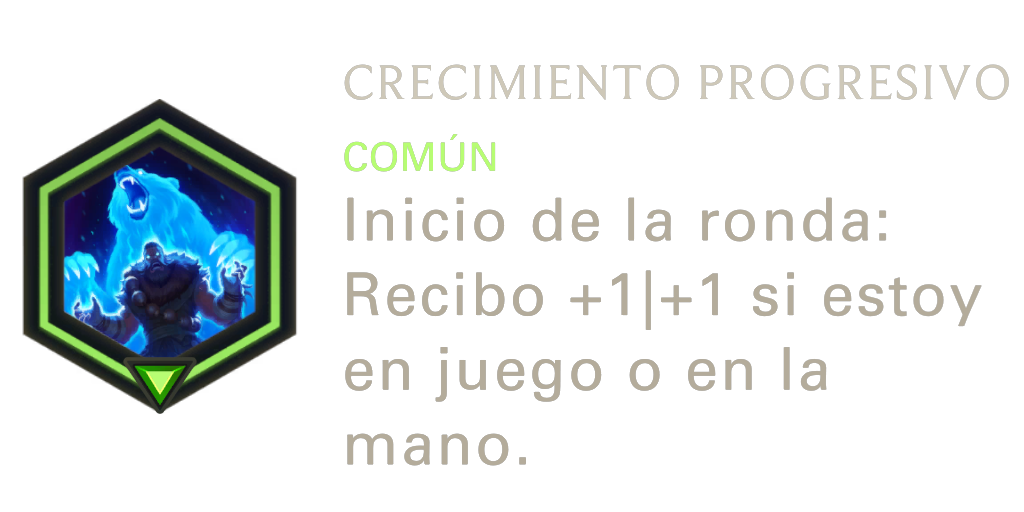 CRECIMIENTO PROGRESIVO
COMÚN
Inicio de la ronda:
Recibo +1|+1 si estoy
en juego o en la
mano.